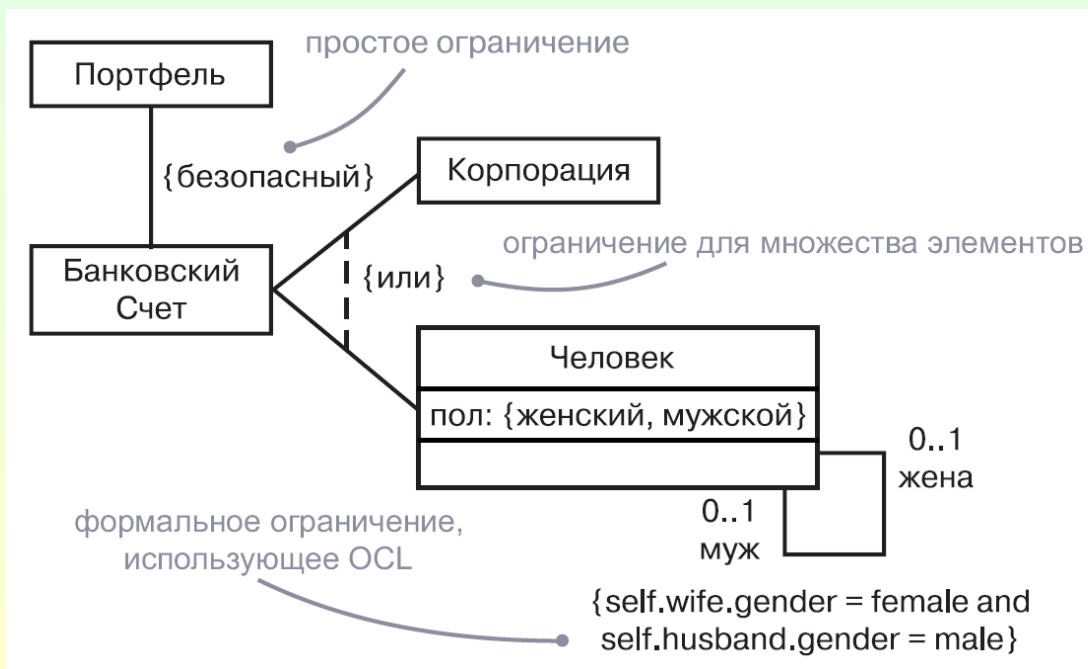 простое ограничение
Портфель
{безопасный}
Корпорация
ограничение для множества элементов
Банковский
Счет
{или}
Человек
пол: {женский, мужской}
0..1
жена
0..1
муж
формальное ограничение,
использующее OCL
{self.wife.gender = female and
self.husband.gender = male}